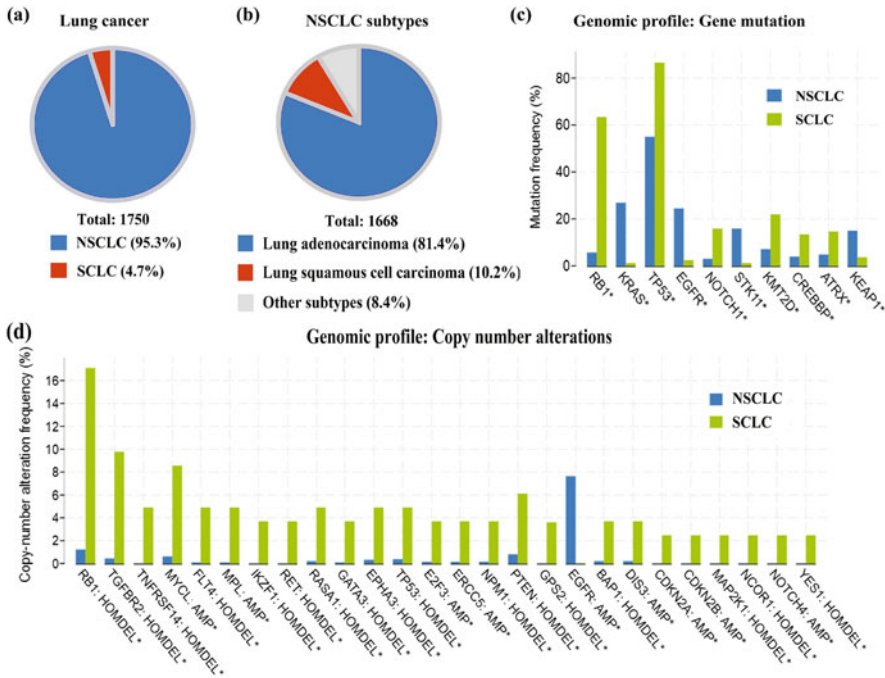 (a)
Lung cancer
Total: 1750
NSCLC (95.3%)
SCLC (4.7%)
(b)
NSCLC subtypes
Total: 1668
Lung adenocarcinoma (81.4%)
Lung squamous cell carcinoma (10.2%)
Other subtypes (8.4%)
(c)
Genomic profile: Gene mutation
Mutation frequency (%)
80
60
40
20
0
NSCLC
SCLC
RB1*
KRAS*
TP53*
EGFR*
NOTCH1*
STK11*
KMT2D*
CREBBP*
ATRX*
KEAP1*
(d)
Genomic profile: Copy number alterations
Copy-number alteration frequency (%)
16
14
12
10
8
6
4
2
0
NSCLC
SCLC
RB1: HOMDEL*
TGFBR2: HOMDEL*
TNFRSF14: HOMDEL*
MYCL: AMP*
FLT4: HOMDEL*
MPL: AMP*
IKZF1: HOMDEL*
RET: HOMDEL*
RASA1: HOMDEL*
GATA3: HOMDEL*
EPHA3: HOMDEL*
TP53: HOMDEL*
E2F3: AMP*
ERCC5: AMP*
NPM1: HOMDEL*
PTEN: HOMDEL*
GPS2: HOMDEL*
EGFR: AMP*
BAP1: HOMDEL*
DIS3: AMP*
CDKN2A: AMP*
CDKN2B: AMP*
MAP2K1: HOMDEL*
NCOR1: HOMDEL*
NOTCH4: AMP*
YES1: HOMDEL*